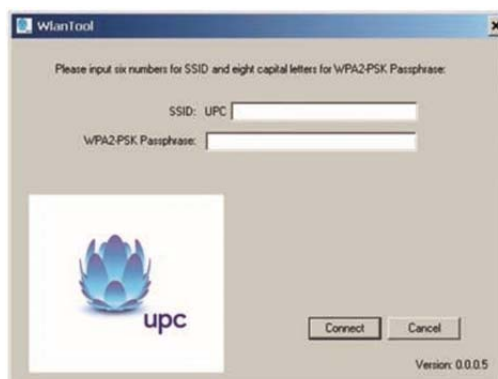 WlanTool
Please input six numbers for SSID and eight capital letters for WPA2-PSK Passphrase:
SSID: UPC
WPA2-PSK Passphrase:
upc
Connect Cancel
Version: 0.0.0.5